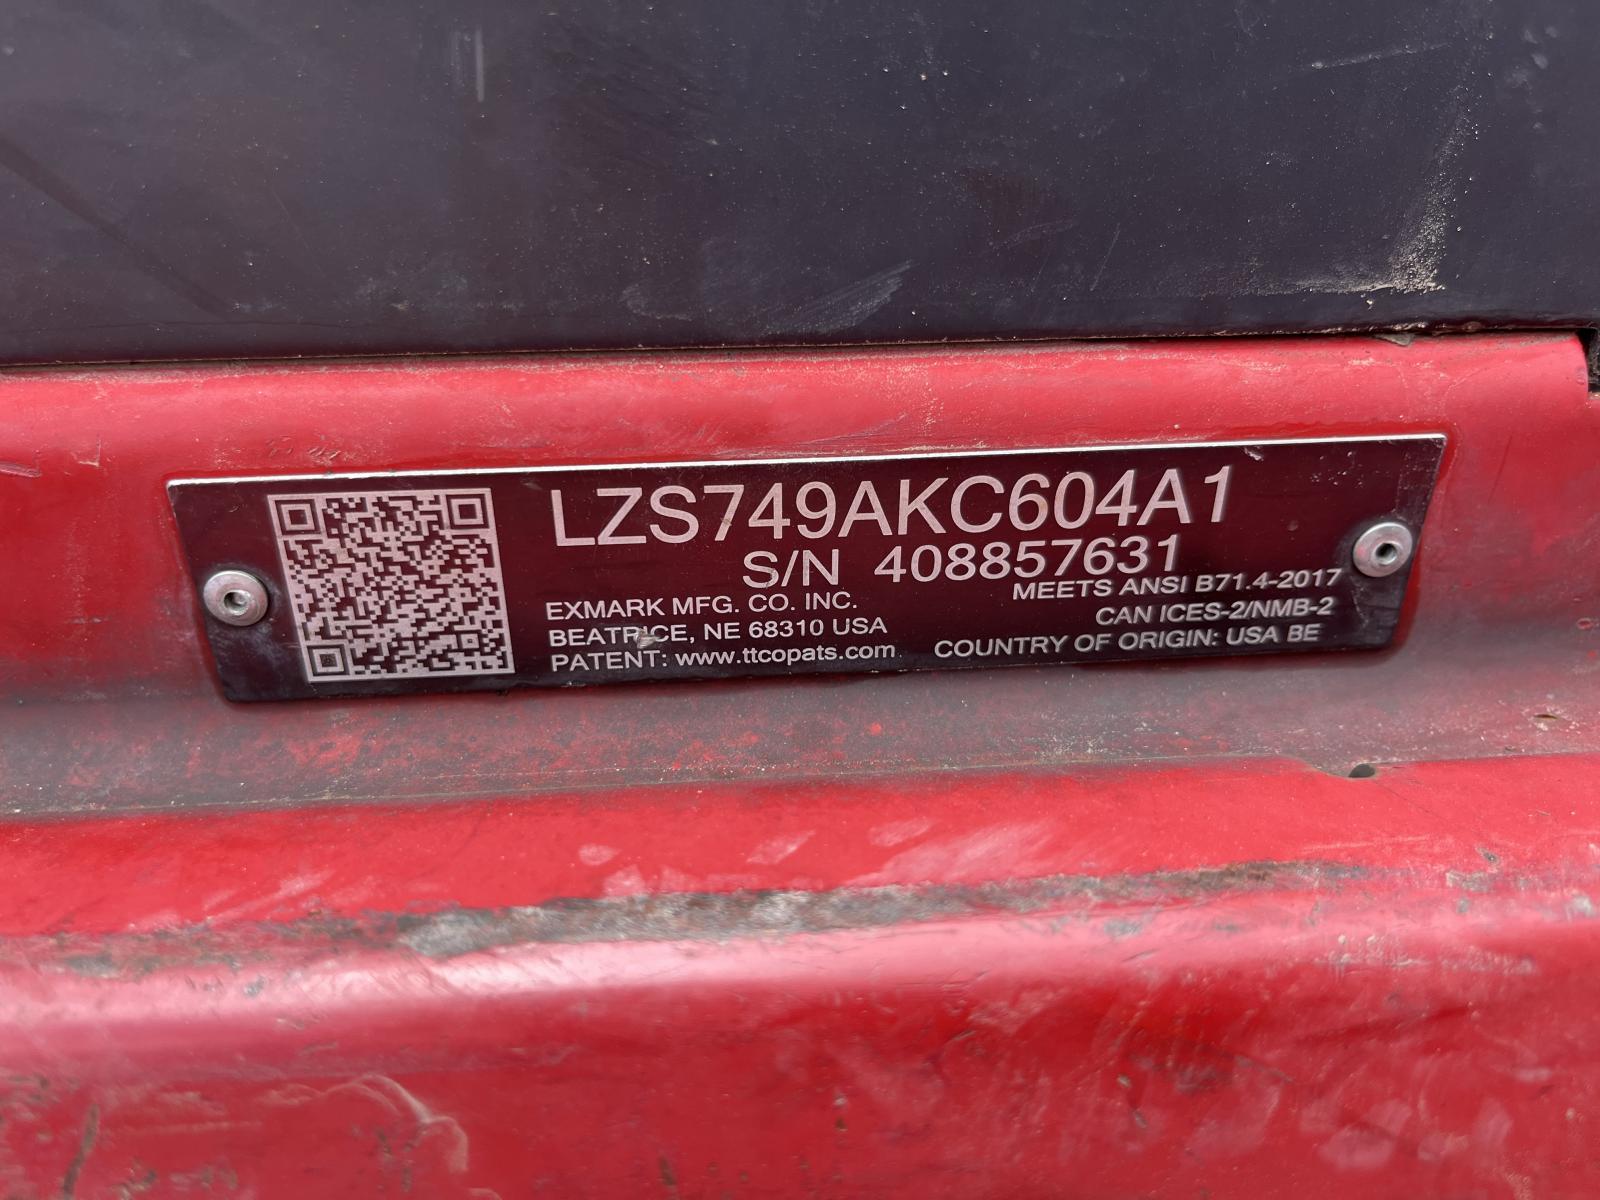 LZS749AKC604A1
S/N 408857631
MEETS ANSI B71.4-2017
EXMARK MFG. CO. INC.
CAN ICES-2/NMB-2
BEATRICE, NE 68310 USA
COUNTRY OF ORIGIN: USA BE
PATENT: www.ttcopats.com